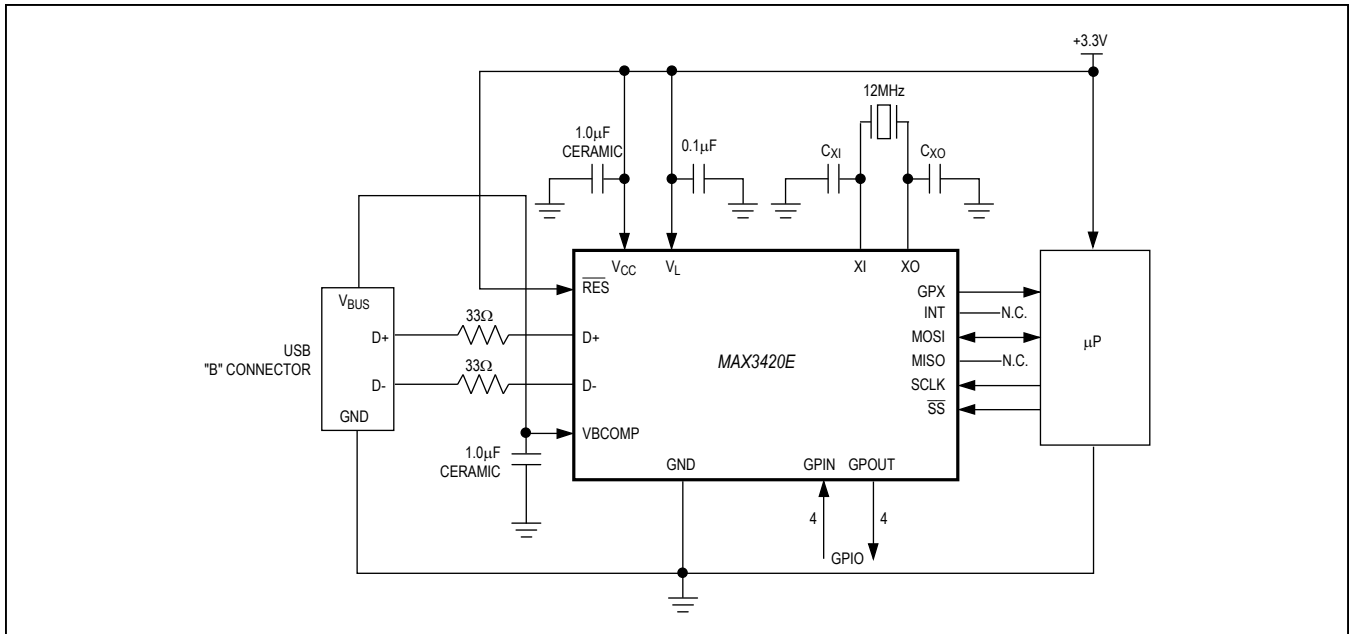 +3.3V
12MHz
1.0μF
CERAMIC
0.1μF
CXI
CXO
VCC
VL
XI
XO
RES
GPX
VBUS
33Ω
INT
N.C.
D+
D+
MOSI
μP
USB
"B" CONNECTOR
MAX3420E
33Ω
MISO
N.C.
D-
D-
SCLK
GND
SS
VBCOMP
1.0μF
CERAMIC
GND
GPIN
GPOUT
4
4
GPIO